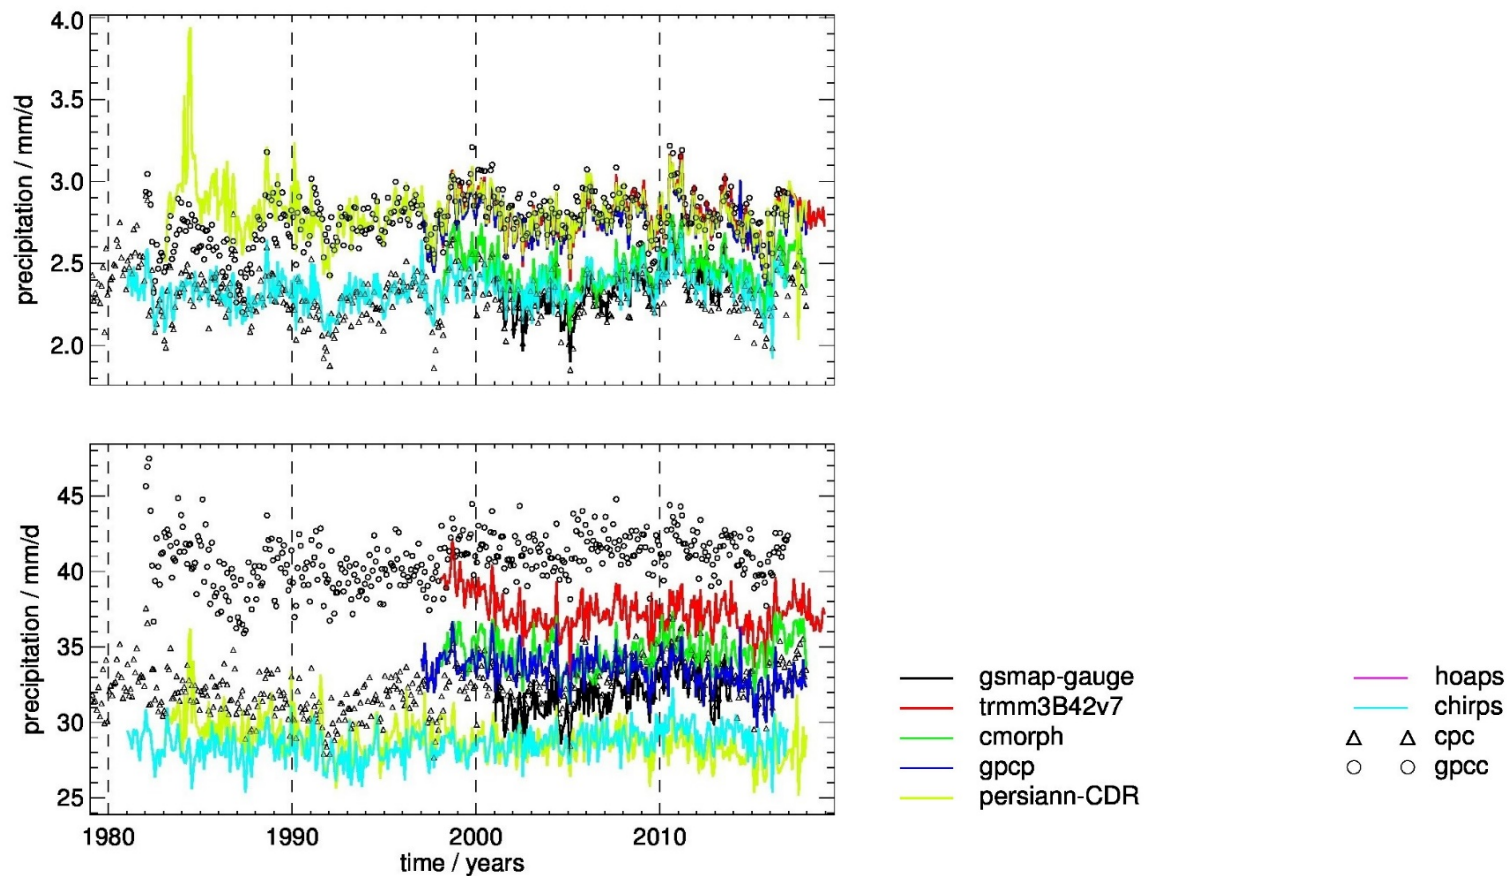 4.0
3.5
3.0
2.5
2.0
precipitation / mm/d
45
40
35
30
25
precipitation / mm/d
1980 1990 2000 2010
time / years
gsmap-gauge
trmm3B42v7
cmorph
gpcp
persiann-CDR
hoaps
chirps
cpc
gpcc